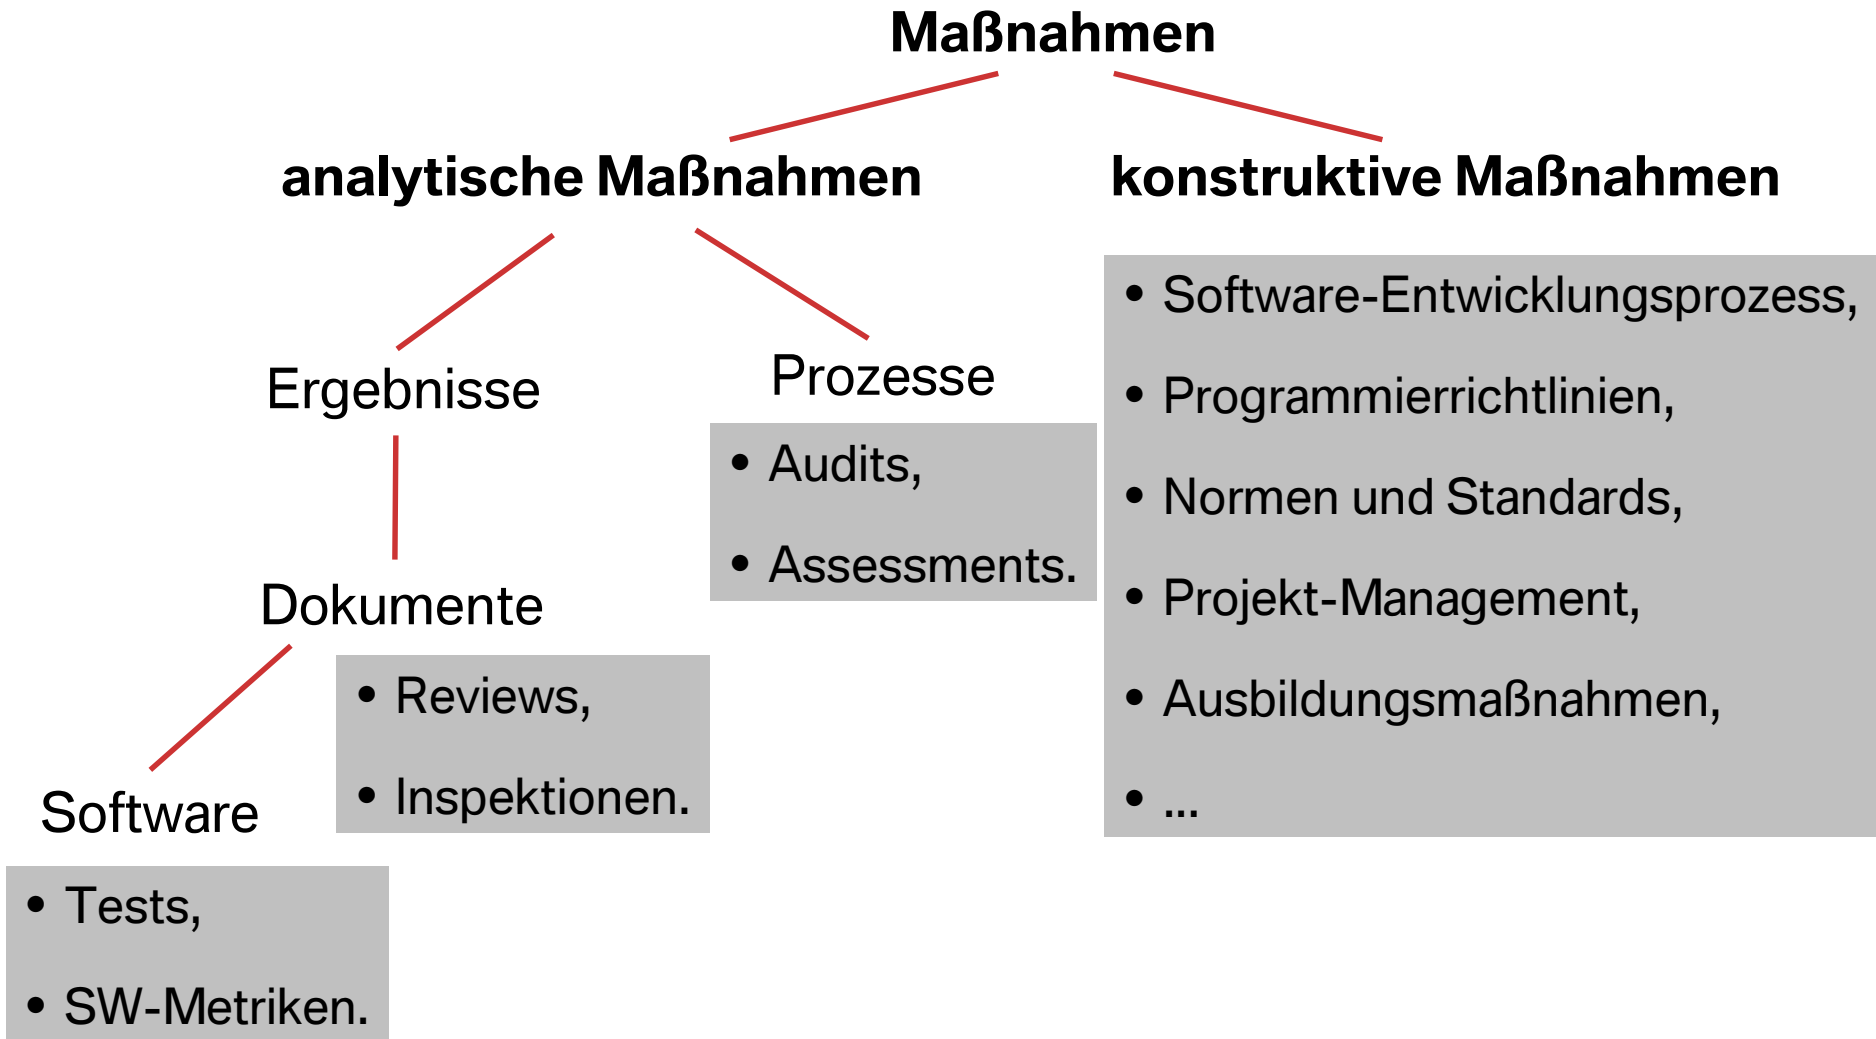 Maßnahmen
analytische Maßnahmen
konstruktive Maßnahmen
Ergebnisse
Prozesse
• Audits,
• Assessments.
Dokumente
• Reviews,
• Inspektionen.
Software
• Tests,
• SW-Metriken.
• Software-Entwicklungsprozess,
• Programmierrichtlinien,
• Normen und Standards,
• Projekt-Management,
• Ausbildungsmaßnahmen,
• ...